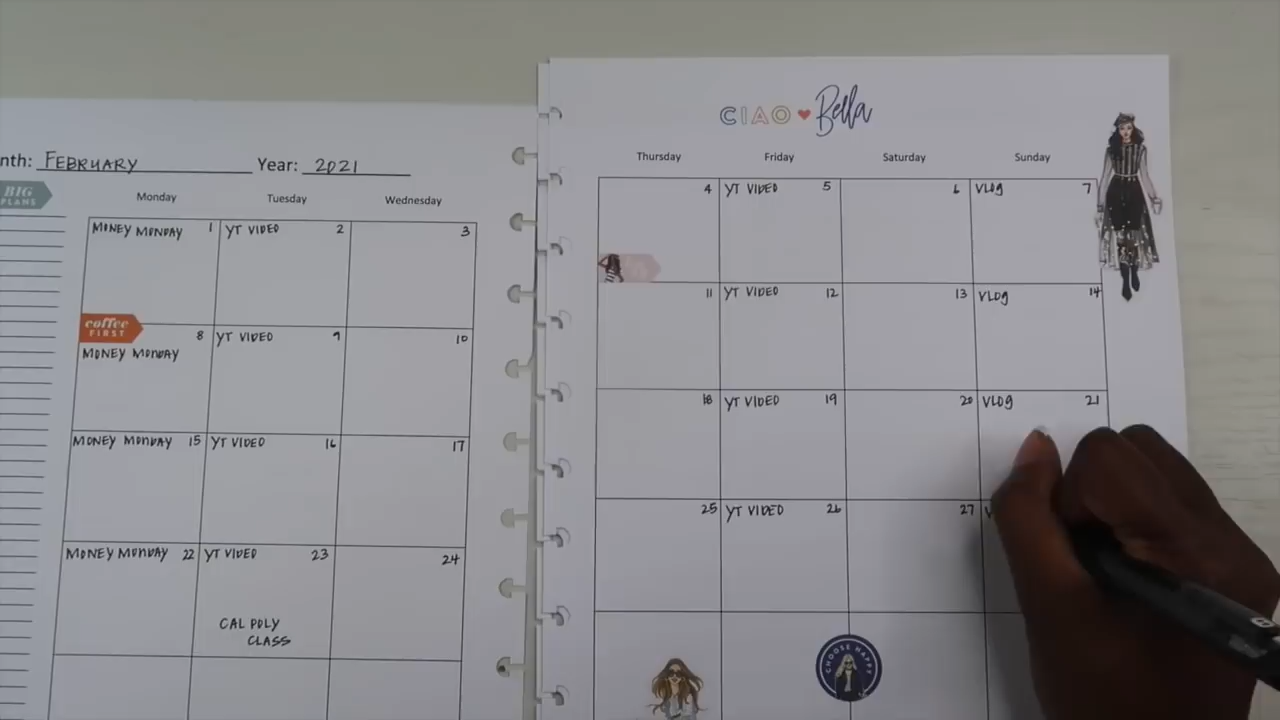 CIAO Bella
nth: FEBRUARY Year: 2021
BIG
PLANS
Monday Tuesday Wednesday Thursday Friday Saturday Sunday
MONEY MONDAY 1 YT VIDEO 2 3 4 YT VIDEO 5 6 VLOG 7
coffee
FIRST
8 YT VIDEO 9 10 11 YT VIDEO 12 13 VLOG 14
MONEY MONDAY
MONEY MONDAY 15 YT VIDEO 16 17 18 YT VIDEO 19 20 VLOG 21
MONEY MONDAY 22 YT VIDEO 23 24 25 YT VIDEO 26 27 V
CAL POLY
CLASS
CHOOSE HAPPY